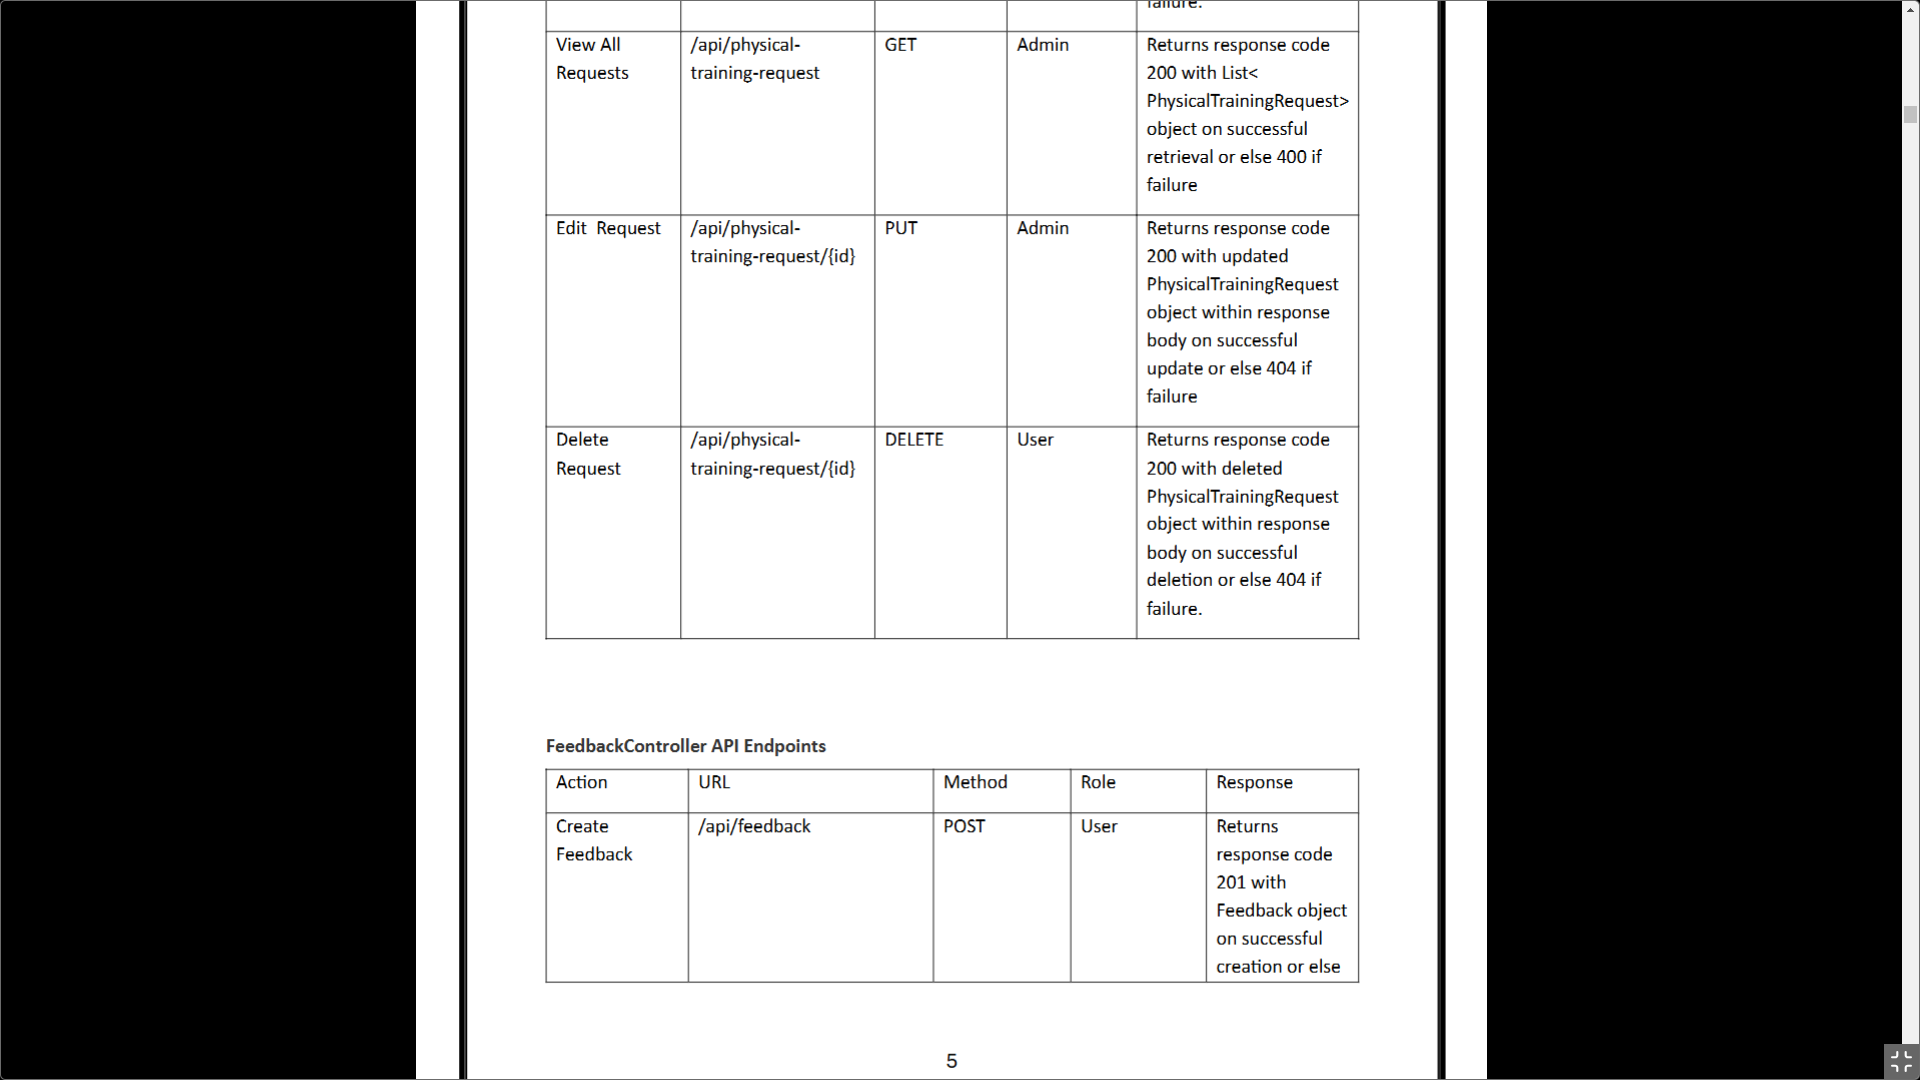 failure.
View All /api/physical- GET Admin Returns response code
Requests training-request 200 with List<
PhysicalTrainingRequest>
object on successful
retrieval or else 400 if
failure
Edit  Request /api/physical- PUT Admin Returns response code
training-request/{id} 200 with updated
PhysicalTrainingRequest
object within response
body on successful
update or else 404 if
failure
Delete /api/physical- DELETE User Returns response code
Request training-request/{id} 200 with deleted
PhysicalTrainingRequest
object within response
body on successful
deletion or else 404 if
failure.
FeedbackController API Endpoints
Action URL Method Role Response
Create /api/feedback POST User Returns
Feedback response code
201 with
Feedback object
on successful
creation or else
5